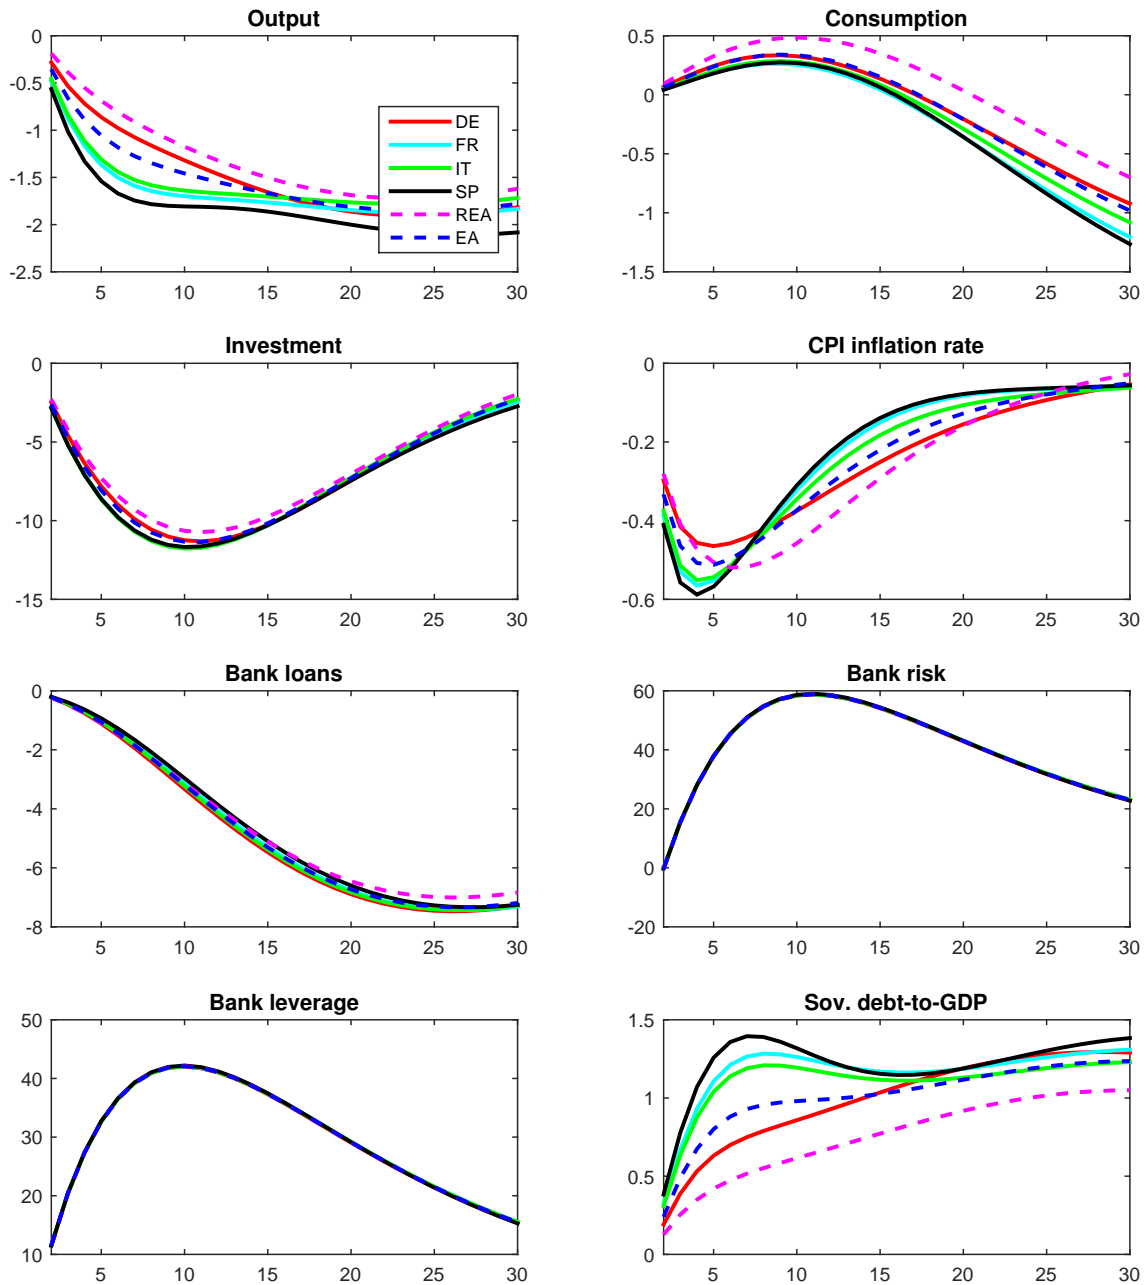 Output
0
-0.5
-1
-1.5
-2
-2.5
5 10 15 20 25 30
DE
FR
IT
SP
REA
EA
Consumption
0.5
0
-0.5
-1
-1.5
5 10 15 20 25 30
Investment
0
-5
-10
-15
5 10 15 20 25 30
CPI inflation rate
0
-0.2
-0.4
-0.6
5 10 15 20 25 30
Bank loans
0
-2
-4
-6
-8
5 10 15 20 25 30
Bank risk
60
40
20
0
-20
5 10 15 20 25 30
Bank leverage
50
40
30
20
10
5 10 15 20 25 30
Sov. debt-to-GDP
1.5
1
0.5
0
5 10 15 20 25 30